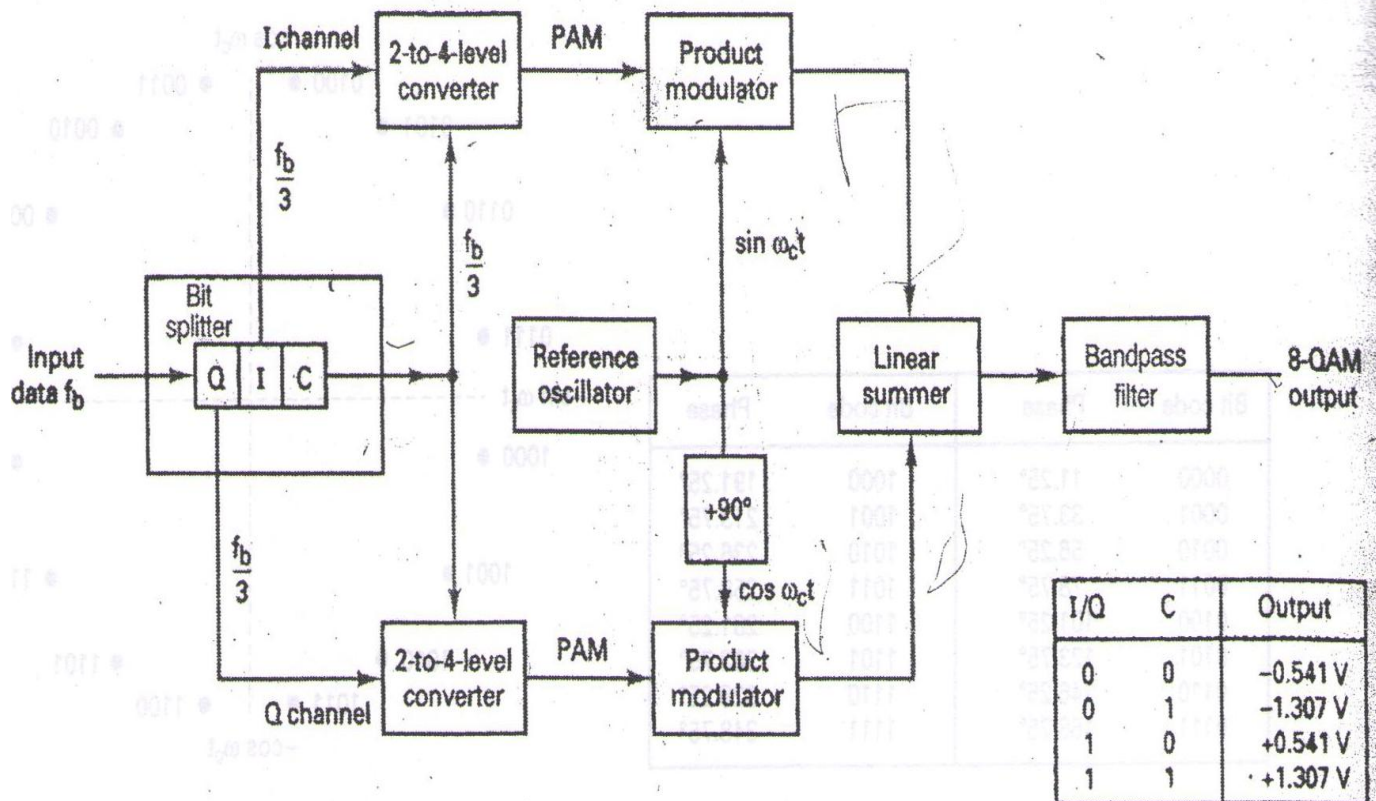 I channel
2-to-4-level
converter
PAM
Product
modulator
f_b
3
f_b
3
sin ω_c t
Bit
splitter
Input
data f_b
Q I C
Reference
oscillator
Linear
summer
Bandpass
filter
8-QAM
output
+90°
f_b
3
cos ω_c t
2-to-4-level
converter
PAM
Product
modulator
Q channel
I/Q C Output
0 0 −0.541 V
0 1 −1.307 V
1 0 +0.541 V
1 1 +1.307 V